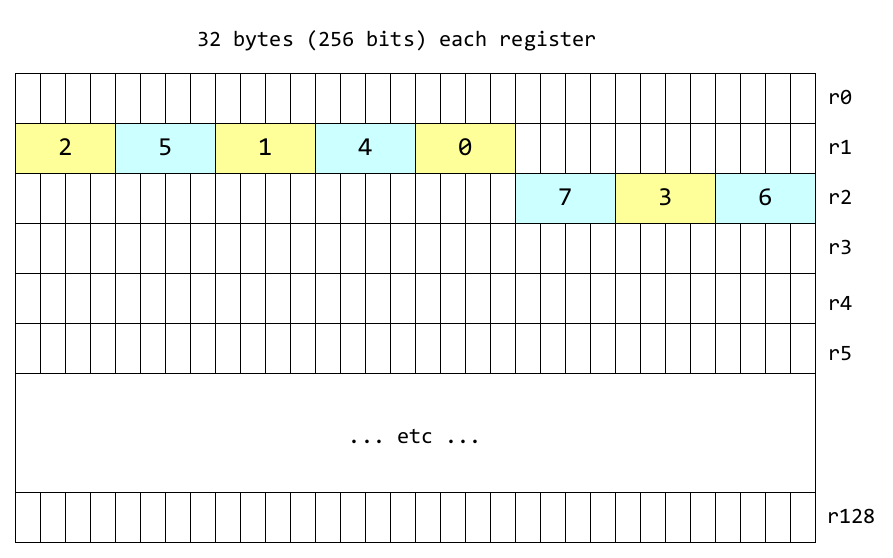 32 bytes (256 bits) each register
r0
2 5 1 4 0 r1
7 3 6 r2
r3
r4
r5
... etc ...
r128